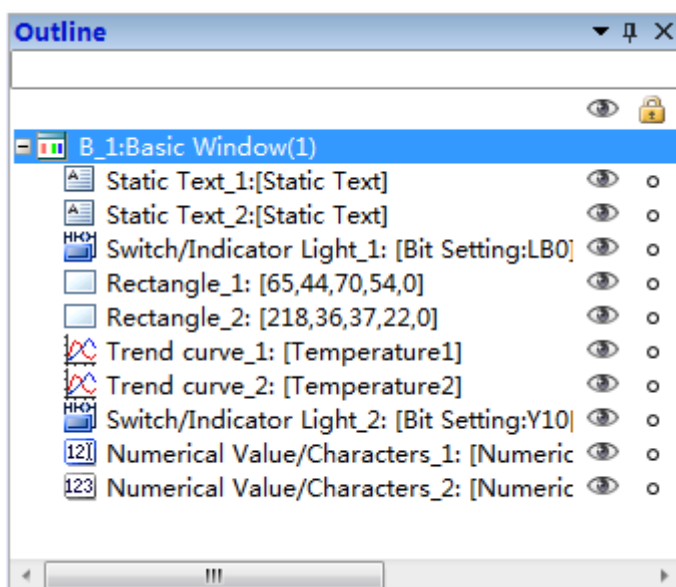 Outline
B_1:Basic Window(1)
Static Text_1:[Static Text]
Static Text_2:[Static Text]
Switch/Indicator Light_1: [Bit Setting:LB0]
Rectangle_1: [65,44,70,54,0]
Rectangle_2: [218,36,37,22,0]
Trend curve_1: [Temperature1]
Trend curve_2: [Temperature2]
Switch/Indicator Light_2: [Bit Setting:Y10
Numerical Value/Characters_1: [Numeric
Numerical Value/Characters_2: [Numeric